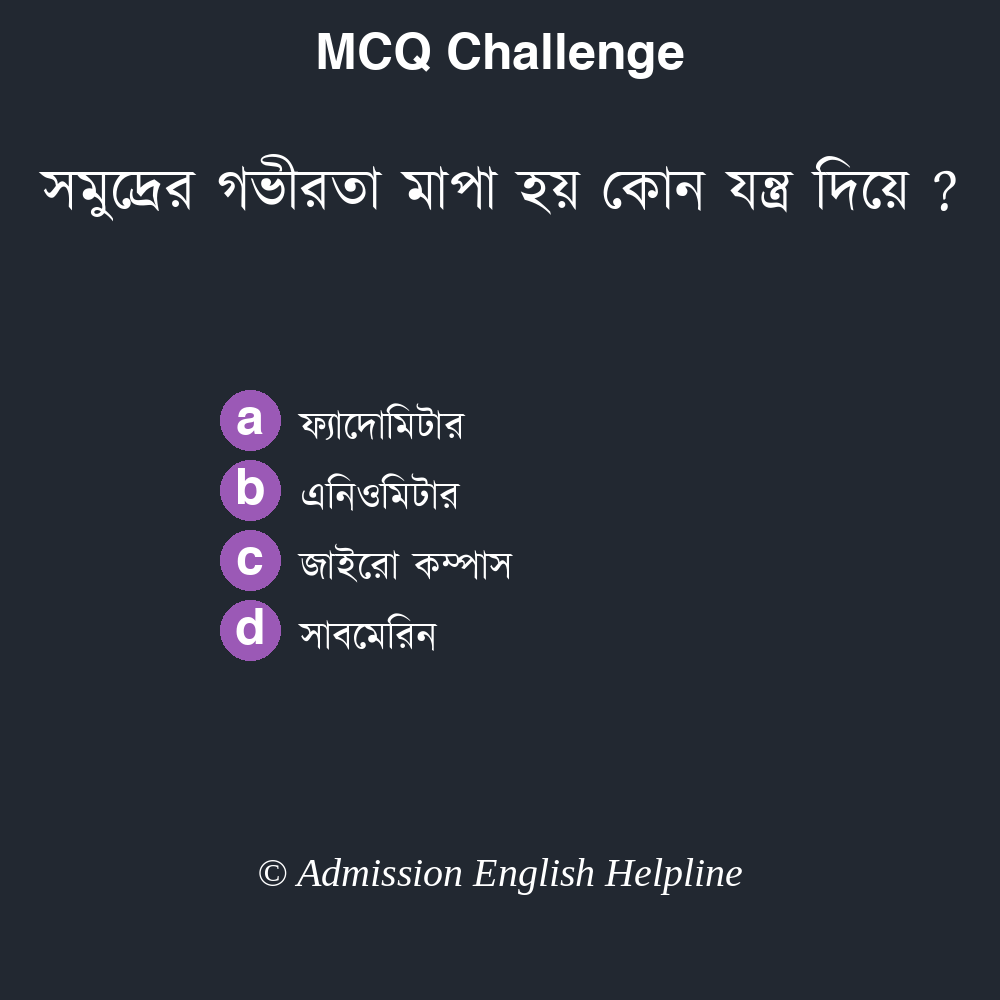 MCQ Challenge
সমুদ্রের গভীরতা মাপা হয় কোন যন্ত্র দিয়ে ?
a ফ্যাদোমিটার
b এনিওমিটার
c জাইরো কম্পাস
d সাবমেরিন
© Admission English Helpline